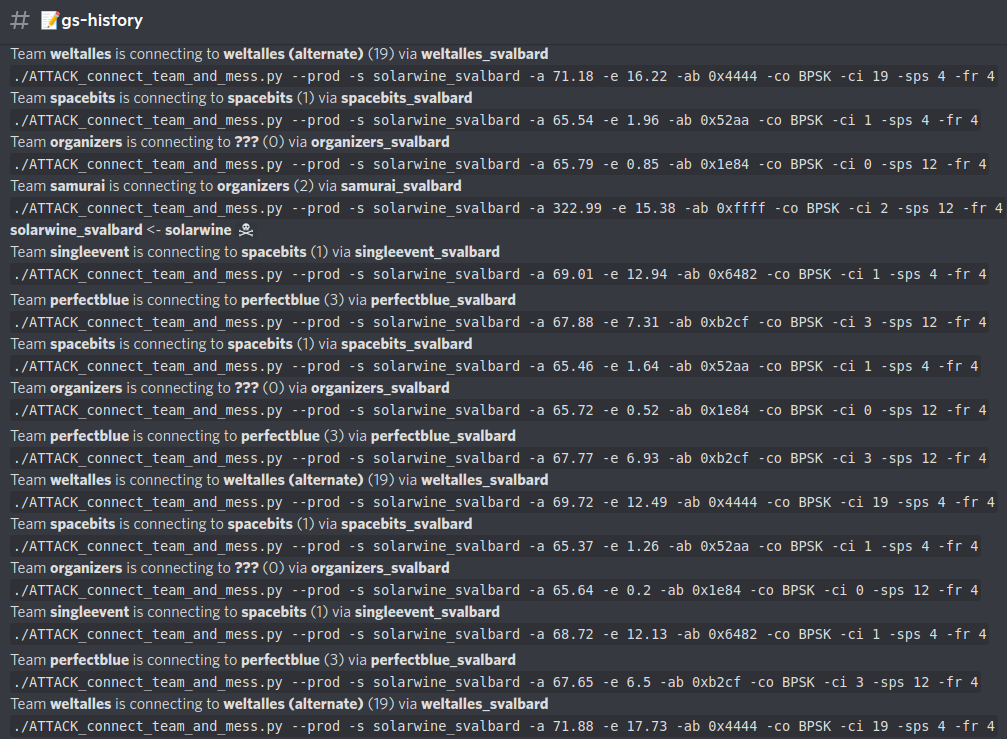 # 📝gs-history
Team weltalles is connecting to weltalles (alternate) (19) via weltalles_svalbard
./ATTACK_connect_team_and_mess.py --prod -s solarwine_svalbard -a 71.18 -e 16.22 -ab 0x4444 -co BPSK -ci 19 -sps 4 -fr 4
Team spacebits is connecting to spacebits (1) via spacebits_svalbard
./ATTACK_connect_team_and_mess.py --prod -s solarwine_svalbard -a 65.54 -e 1.96 -ab 0x52aa -co BPSK -ci 1 -sps 4 -fr 4
Team organizers is connecting to ??? (0) via organizers_svalbard
./ATTACK_connect_team_and_mess.py --prod -s solarwine_svalbard -a 65.79 -e 0.85 -ab 0x1e84 -co BPSK -ci 0 -sps 12 -fr 4
Team samurai is connecting to organizers (2) via samurai_svalbard
./ATTACK_connect_team_and_mess.py --prod -s solarwine_svalbard -a 322.99 -e 15.38 -ab 0xffff -co BPSK -ci 2 -sps 12 -fr 4
solarwine_svalbard <- solarwine ☠
Team singleevent is connecting to spacebits (1) via singleevent_svalbard
./ATTACK_connect_team_and_mess.py --prod -s solarwine_svalbard -a 69.01 -e 12.94 -ab 0x6482 -co BPSK -ci 1 -sps 4 -fr 4
Team perfectblue is connecting to perfectblue (3) via perfectblue_svalbard
./ATTACK_connect_team_and_mess.py --prod -s solarwine_svalbard -a 67.88 -e 7.31 -ab 0xb2cf -co BPSK -ci 3 -sps 12 -fr 4
Team spacebits is connecting to spacebits (1) via spacebits_svalbard
./ATTACK_connect_team_and_mess.py --prod -s solarwine_svalbard -a 65.46 -e 1.64 -ab 0x52aa -co BPSK -ci 1 -sps 4 -fr 4
Team organizers is connecting to ??? (0) via organizers_svalbard
./ATTACK_connect_team_and_mess.py --prod -s solarwine_svalbard -a 65.72 -e 0.52 -ab 0x1e84 -co BPSK -ci 0 -sps 12 -fr 4
Team perfectblue is connecting to perfectblue (3) via perfectblue_svalbard
./ATTACK_connect_team_and_mess.py --prod -s solarwine_svalbard -a 67.77 -e 6.93 -ab 0xb2cf -co BPSK -ci 3 -sps 12 -fr 4
Team weltalles is connecting to weltalles (alternate) (19) via weltalles_svalbard
./ATTACK_connect_team_and_mess.py --prod -s solarwine_svalbard -a 69.72 -e 12.49 -ab 0x4444 -co BPSK -ci 19 -sps 4 -fr 4
Team spacebits is connecting to spacebits (1) via spacebits_svalbard
./ATTACK_connect_team_and_mess.py --prod -s solarwine_svalbard -a 65.37 -e 1.26 -ab 0x52aa -co BPSK -ci 1 -sps 4 -fr 4
Team organizers is connecting to ??? (0) via organizers_svalbard
./ATTACK_connect_team_and_mess.py --prod -s solarwine_svalbard -a 65.64 -e 0.2 -ab 0x1e84 -co BPSK -ci 0 -sps 12 -fr 4
Team singleevent is connecting to spacebits (1) via singleevent_svalbard
./ATTACK_connect_team_and_mess.py --prod -s solarwine_svalbard -a 68.72 -e 12.13 -ab 0x6482 -co BPSK -ci 1 -sps 4 -fr 4
Team perfectblue is connecting to perfectblue (3) via perfectblue_svalbard
./ATTACK_connect_team_and_mess.py --prod -s solarwine_svalbard -a 67.65 -e 6.5 -ab 0xb2cf -co BPSK -ci 3 -sps 12 -fr 4
Team weltalles is connecting to weltalles (alternate) (19) via weltalles_svalbard
./ATTACK_connect_team_and_mess.py --prod -s solarwine_svalbard -a 71.88 -e 17.73 -ab 0x4444 -co BPSK -ci 19 -sps 4 -fr 4